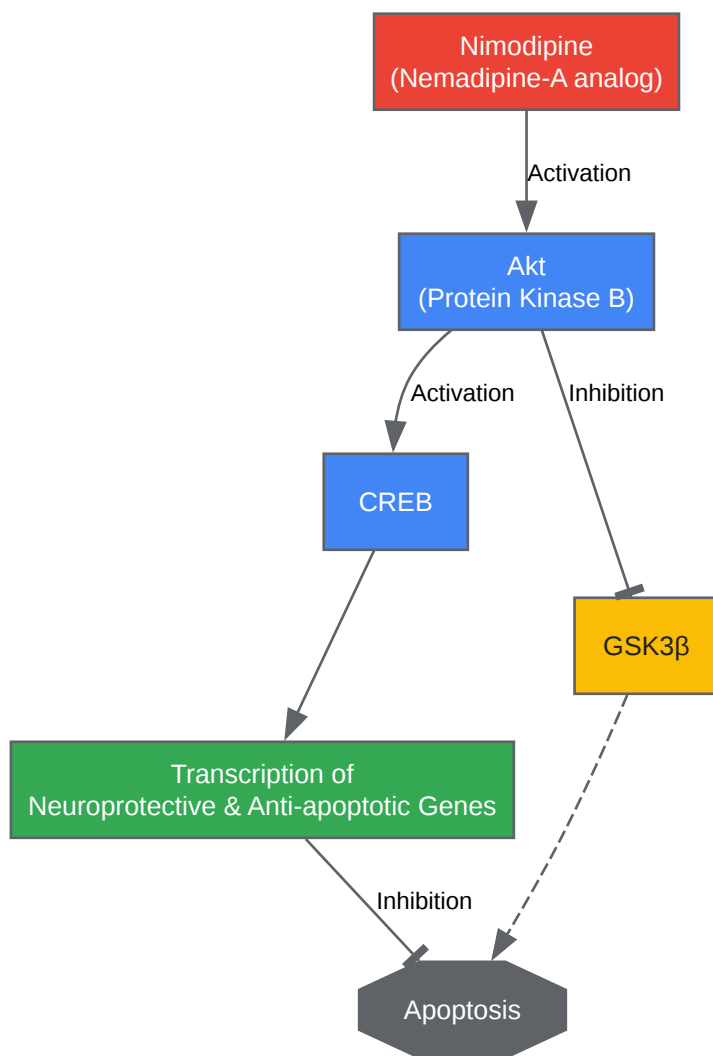 Nimodipine
(Nemadipine-A analog)
Activation
Akt
(Protein Kinase B)
Activation
Inhibition
CREB
GSK3β
Transcription of
Neuroprotective & Anti-apoptotic Genes
Inhibition
Apoptosis